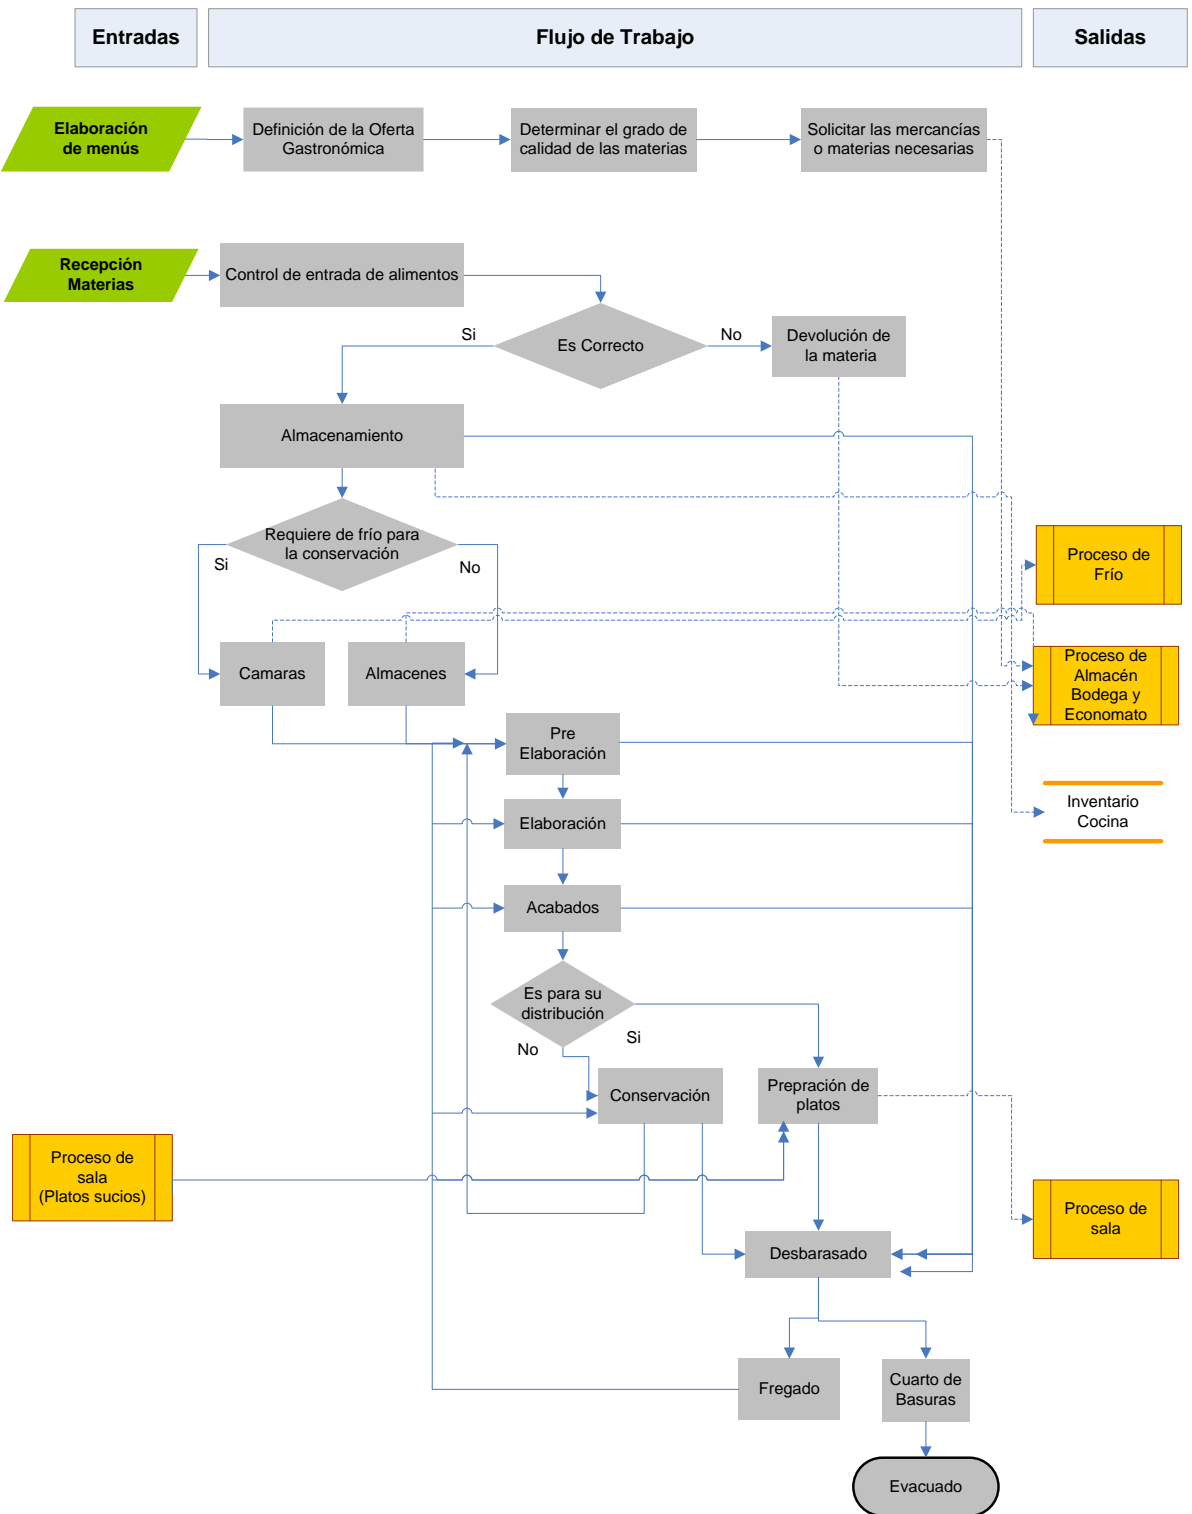 Entradas
Flujo de Trabajo
Salidas
Elaboración
de menús
Definición de la Oferta
Gastronómica
Determinar el grado de
calidad de las materias
Solicitar las mercancías
o materias necesarias
Recepción
Materias
Control de entrada de alimentos
Si
Es Correcto
No
Devolución de
la materia
Almacenamiento
Requiere de frío para
la conservación
Si
No
Proceso de
Frío
Camaras
Almacenes
Proceso de
Almacén
Bodega y
Economato
Pre
Elaboración
Inventario
Cocina
Elaboración
Acabados
Es para su
distribución
Si
No
Conservación
Prepración de
platos
Proceso de
sala
(Platos sucios)
Proceso de
sala
Desbarasado
Fregado
Cuarto de
Basuras
Evacuado